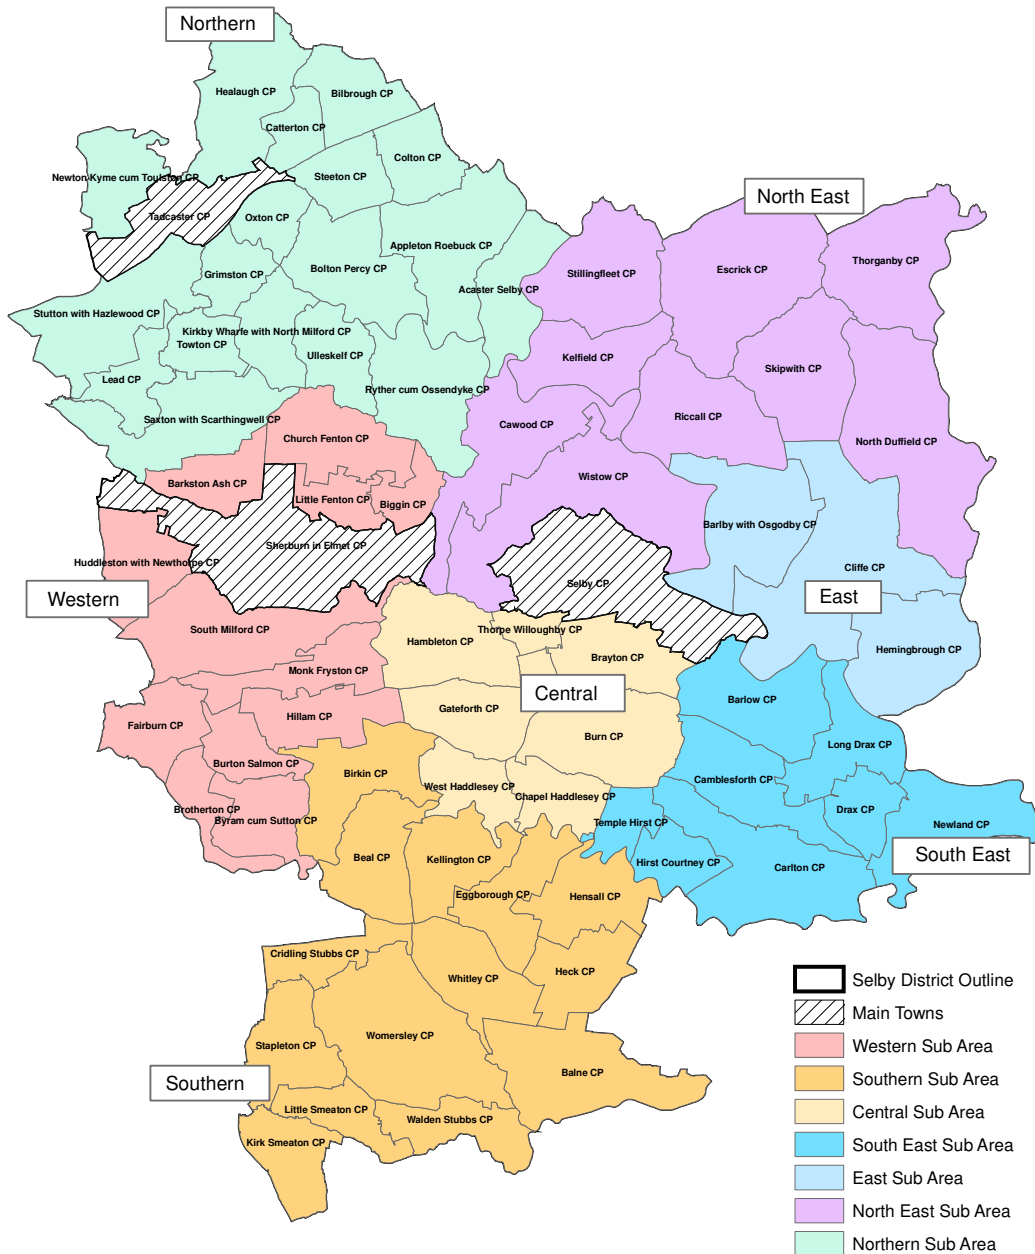 Northern
Healaugh CP
Bilbrough CP
Catterton CP
Colton CP
Newton Kyme cum Toulston CP
Steeton CP
North East
Tadcaster CP
Oxton CP
Appleton Roebuck CP
Thorganby CP
Bolton Percy CP
Grimston CP
Stillingfleet CP
Escrick CP
Acaster Selby CP
Stutton with Hazlewood CP
Kirkby Wharfe with North Milford CP
Towton CP
Ulleskelf CP
Kelfield CP
Skipwith CP
Lead CP
Ryther cum Ossendyke CP
Saxton with Scarthingwell CP
Cawood CP
Riccall CP
Church Fenton CP
North Duffield CP
Barkston Ash CP
Wistow CP
Little Fenton CP
Biggin CP
Barlby with Osgodby CP
Sherburn in Elmet CP
Huddleston with Newthorpe CP
Cliffe CP
Selby CP
Western
East
South Milford CP
Hambleton CP
Thorpe Willoughby CP
Brayton CP
Hemingbrough CP
Monk Fryston CP
Central
Barlow CP
Gateforth CP
Fairburn CP
Hillam CP
Burn CP
Long Drax CP
Burton Salmon CP
Birkin CP
Camblesforth CP
West Haddlesey CP
Chapel Haddlesey CP
Brotherton CP
Byram cum Sutton CP
Temple Hirst CP
Drax CP
Newland CP
Beal CP
Kellington CP
Hirst Courtney CP
Carlton CP
South East
Eggborough CP
Hensall CP
Cridling Stubbs CP
Whitley CP
Heck CP
Selby District Outline
Main Towns
Stapleton CP
Womersley CP
Western Sub Area
Balne CP
Southern
Southern Sub Area
Little Smeaton CP
Walden Stubbs CP
Central Sub Area
Kirk Smeaton CP
South East Sub Area
East Sub Area
North East Sub Area
Northern Sub Area